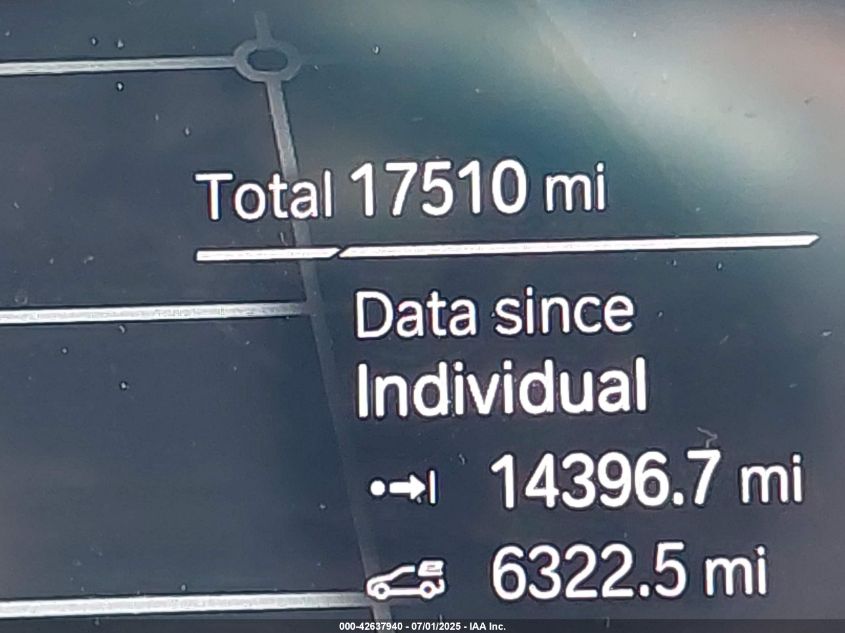 Total 17510 mi
Data since
Individual
14396.7 mi
6322.5 mi
000-42637940 - 07/01/2025 - IAA Inc.